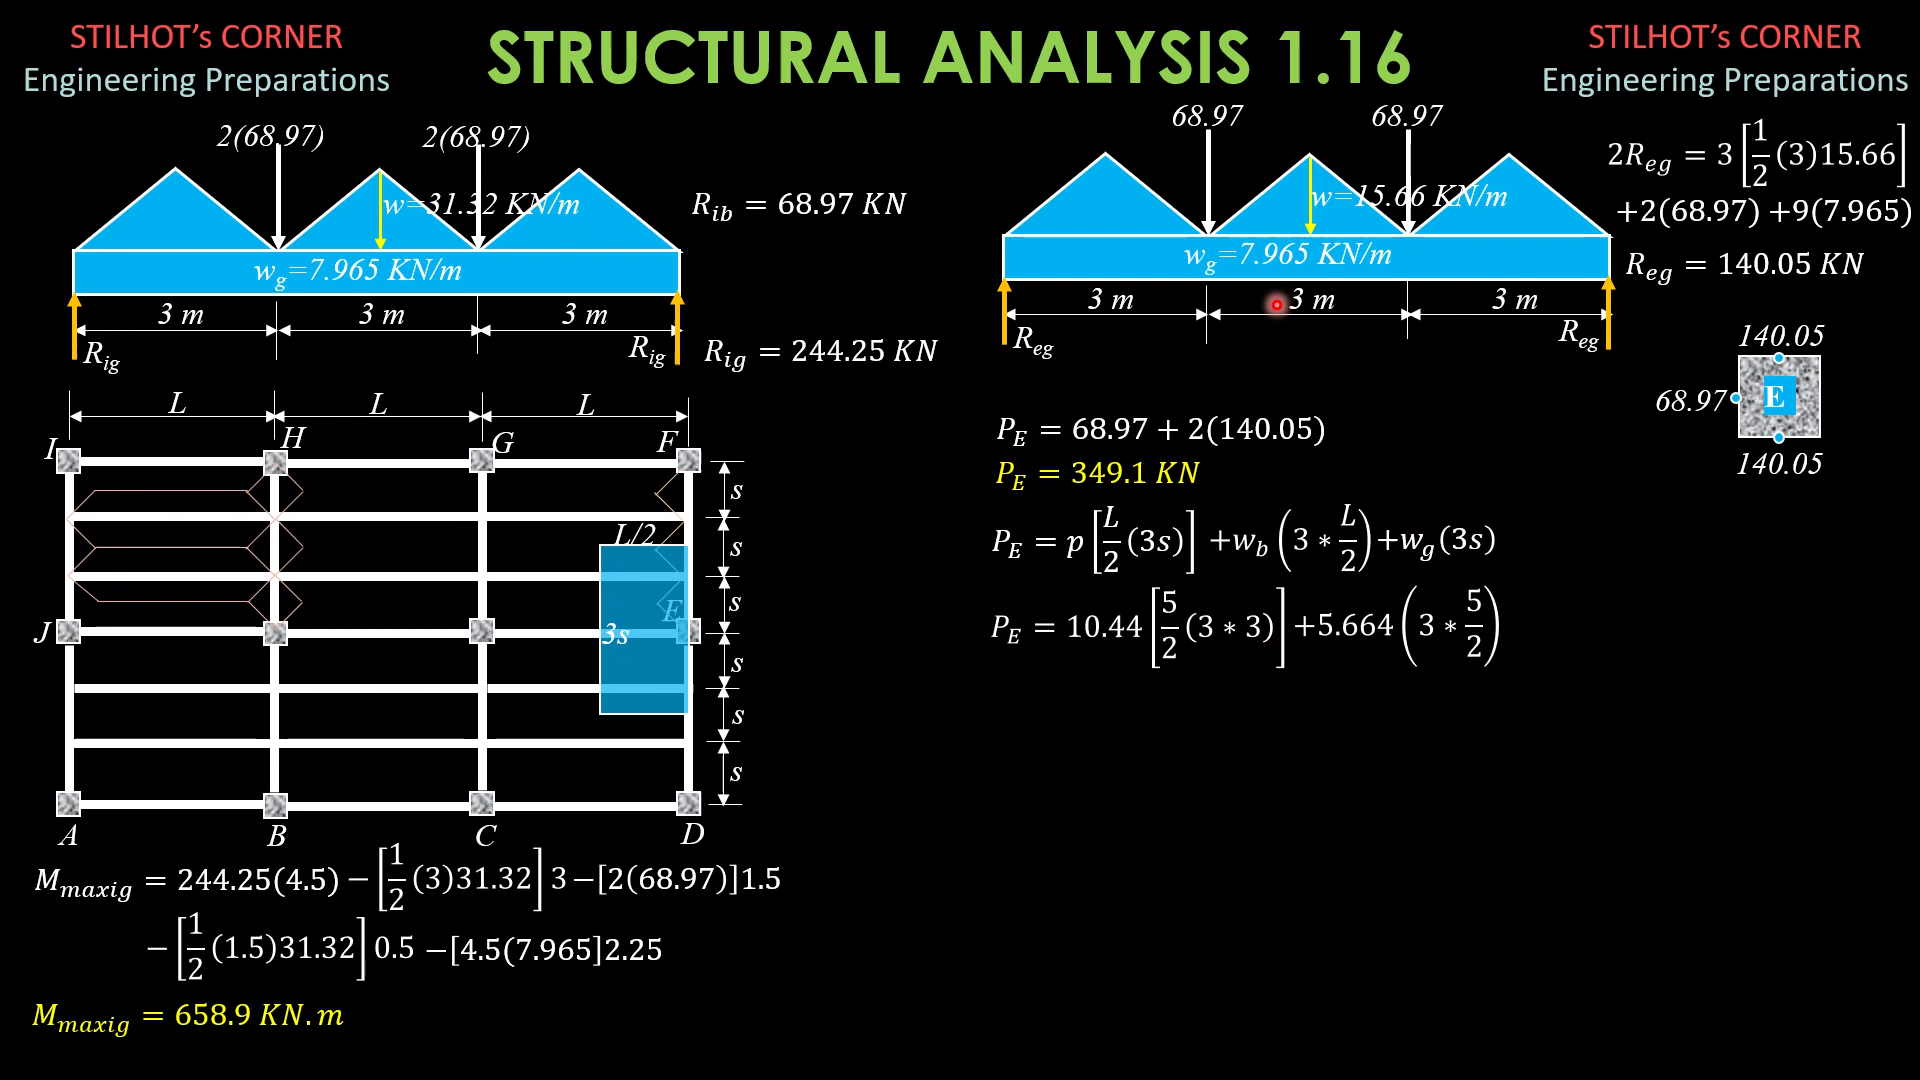 STILHOT's CORNER
Engineering Preparations
STRUCTURAL ANALYSIS 1.16
STILHOT's CORNER
Engineering Preparations
2(68.97)
2(68.97)
w=31.32 KN/m
w_g=7.965 KN/m
3 m
3 m
3 m
R_ig
R_ig
R_ib = 68.97 KN
R_ig = 244.25 KN
68.97
68.97
w=15.66 KN/m
w_g=7.965 KN/m
3 m
3 m
3 m
R_eg
R_eg
2R_eg = 3[1/2(3)15.66]
+2(68.97)+9(7.965)
R_eg = 140.05 KN
140.05
68.97
E
140.05
L
L
L
I
H
G
F
s
L/2
s
s
E
J
3s
s
s
s
A
B
C
D
P_E = 68.97 + 2(140.05)
P_E = 349.1 KN
P_E = p[L/2(3s)] +w_b(3∗L/2)+w_g(3s)
P_E = 10.44[5/2(3∗3)]+5.664(3∗5/2)
M_maxig = 244.25(4.5)−[1/2(3)31.32]3−[2(68.97)]1.5
−[1/2(1.5)31.32]0.5 −[4.5(7.965]2.25
M_maxig = 658.9 KN.m